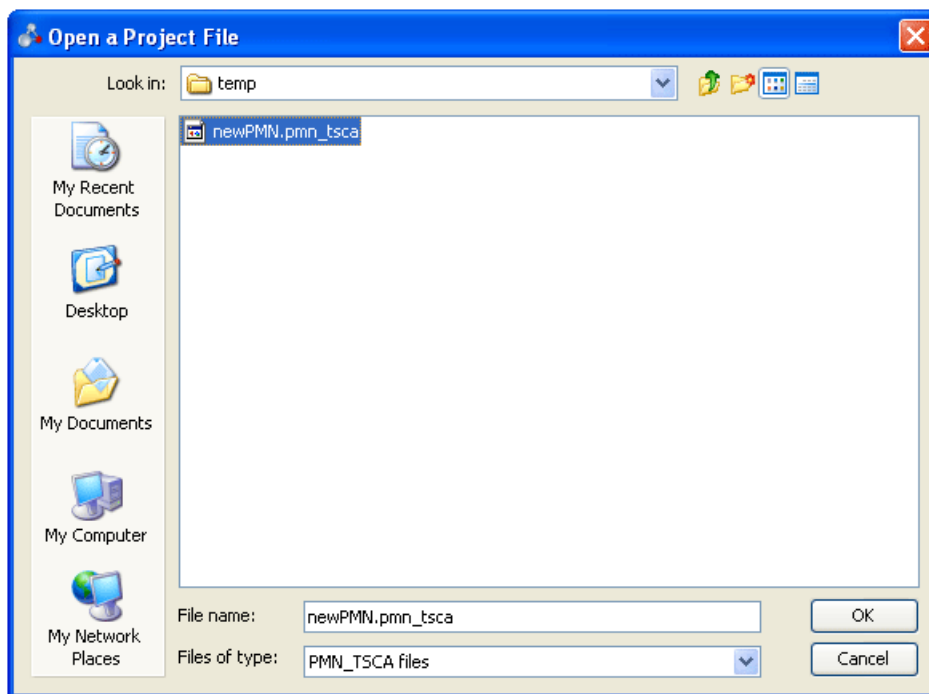 Open a Project File
Look in:
temp
newPMN.pmn_tsca
My Recent
Documents
Desktop
My Documents
My Computer
My Network
Places
File name:
newPMN.pmn_tsca
OK
Files of type:
PMN_TSCA files
Cancel